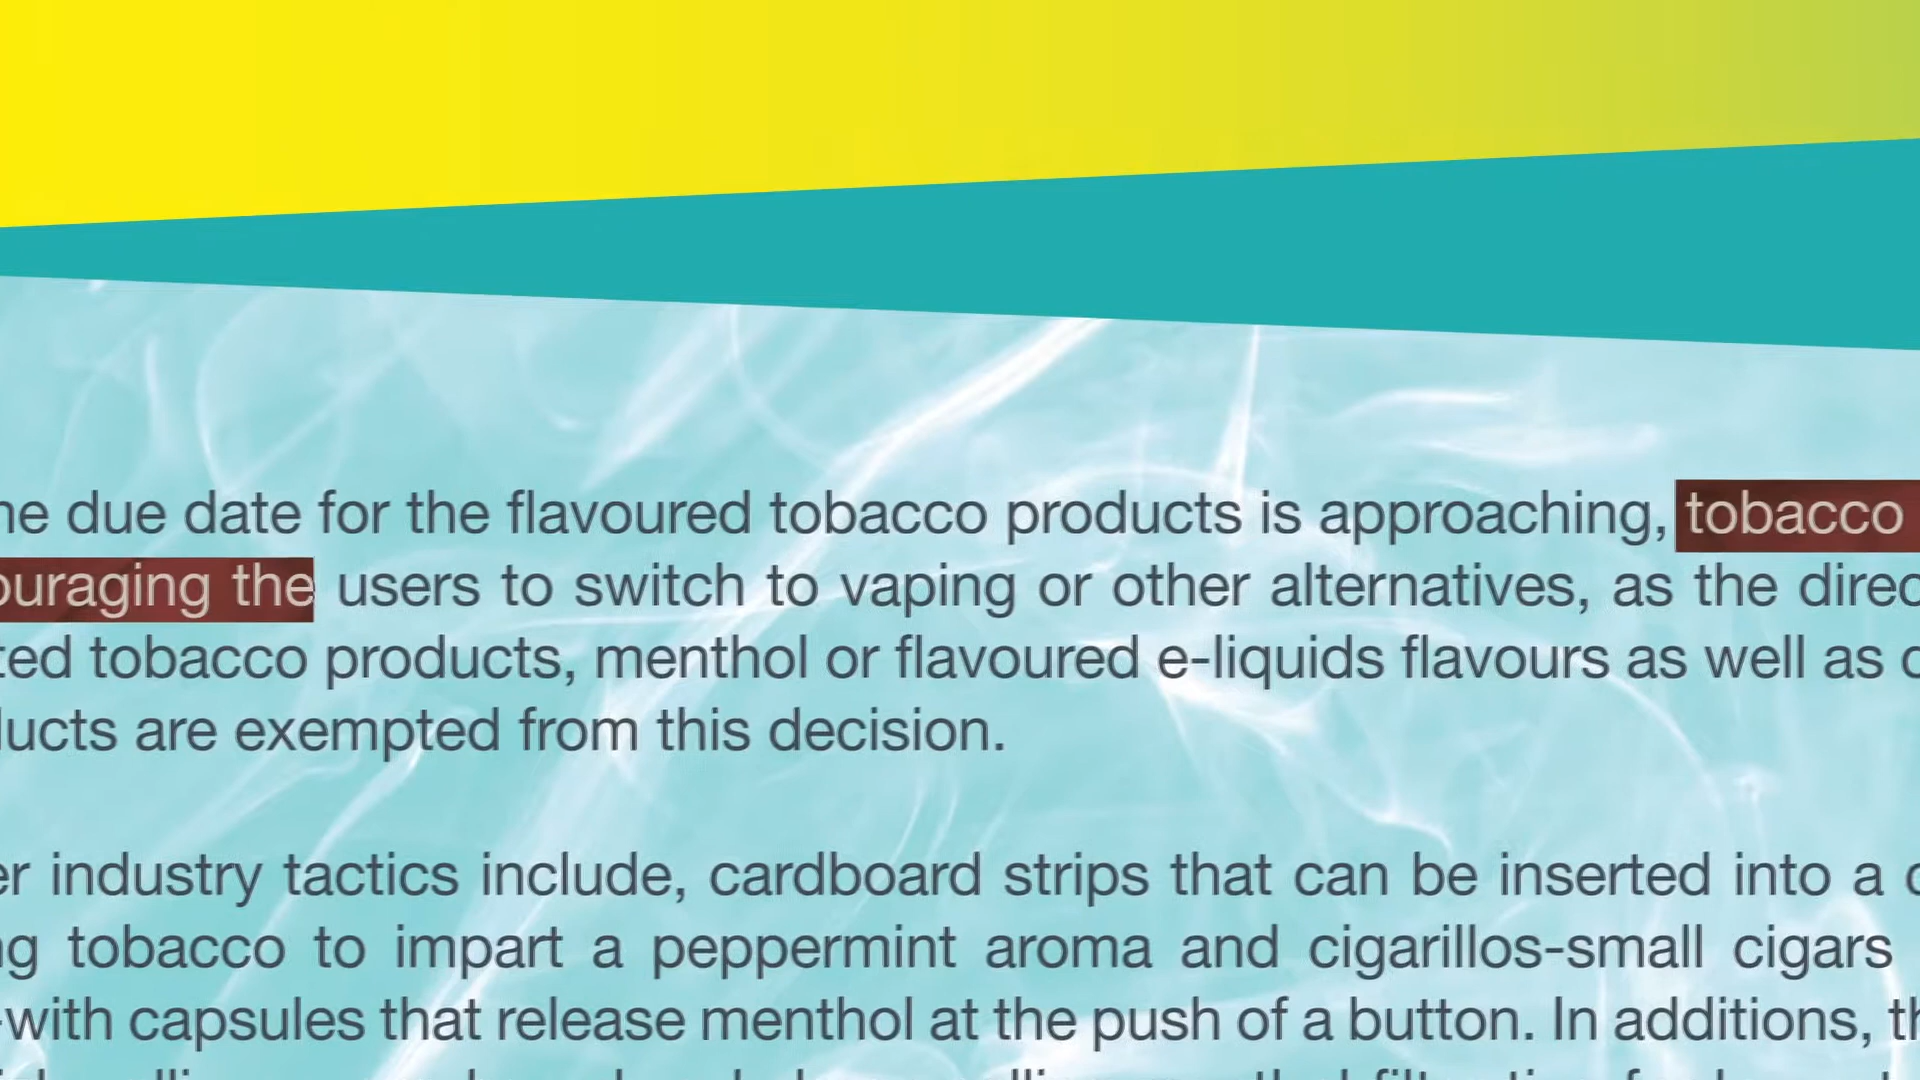 he due date for the flavoured tobacco products is approaching, tobacco
ouraging the users to switch to vaping or other alternatives, as the direc
ted tobacco products, menthol or flavoured e-liquids flavours as well as
ducts are exempted from this decision.
er industry tactics include, cardboard strips that can be inserted into a
ng tobacco to impart a peppermint aroma and cigarillos-small cigars
-with capsules that release menthol at the push of a button. In additions, th